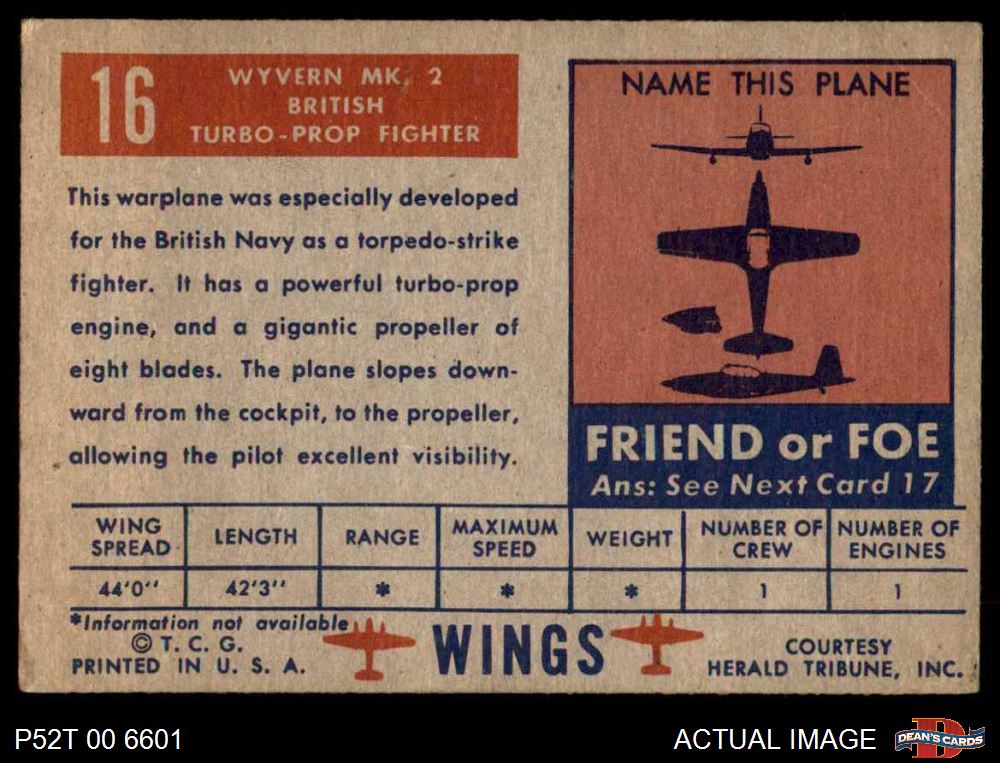 16
WYVERN MK. 2
BRITISH
TURBO-PROP FIGHTER
This warplane was especially developed
for the British Navy as a torpedo-strike
fighter. It has a powerful turbo-prop
engine, and a gigantic propeller of
eight blades. The plane slopes down-
ward from the cockpit, to the propeller,
allowing the pilot excellent visibility.
NAME THIS PLANE
FRIEND or FOE
Ans: See Next Card 17
WING SPREAD LENGTH RANGE MAXIMUM SPEED WEIGHT NUMBER OF CREW NUMBER OF ENGINES
44'0" 42'3" * * * 1 1
*Information not available
© T. C. G.
PRINTED IN U. S. A.
WINGS
COURTESY
HERALD TRIBUNE, INC.
P52T 00 6601
ACTUAL IMAGE
DEAN'S CARDS